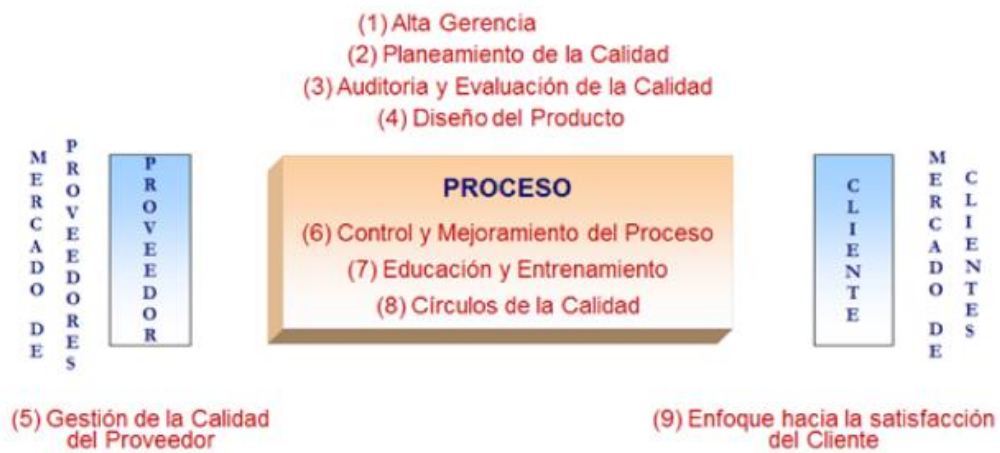 (1) Alta Gerencia
(2) Planeamiento de la Calidad
(3) Auditoria y Evaluación de la Calidad
(4) Diseño del Producto
MERCADO DE
PROVEEDORES
PROVEEDOR
PROCESO
(6) Control y Mejoramiento del Proceso
(7) Educación y Entrenamiento
(8) Círculos de la Calidad
CLIENTE
MERCADO DE
CLIENTES
(5) Gestión de la Calidad
del Proveedor
(9) Enfoque hacia la satisfacción
del Cliente